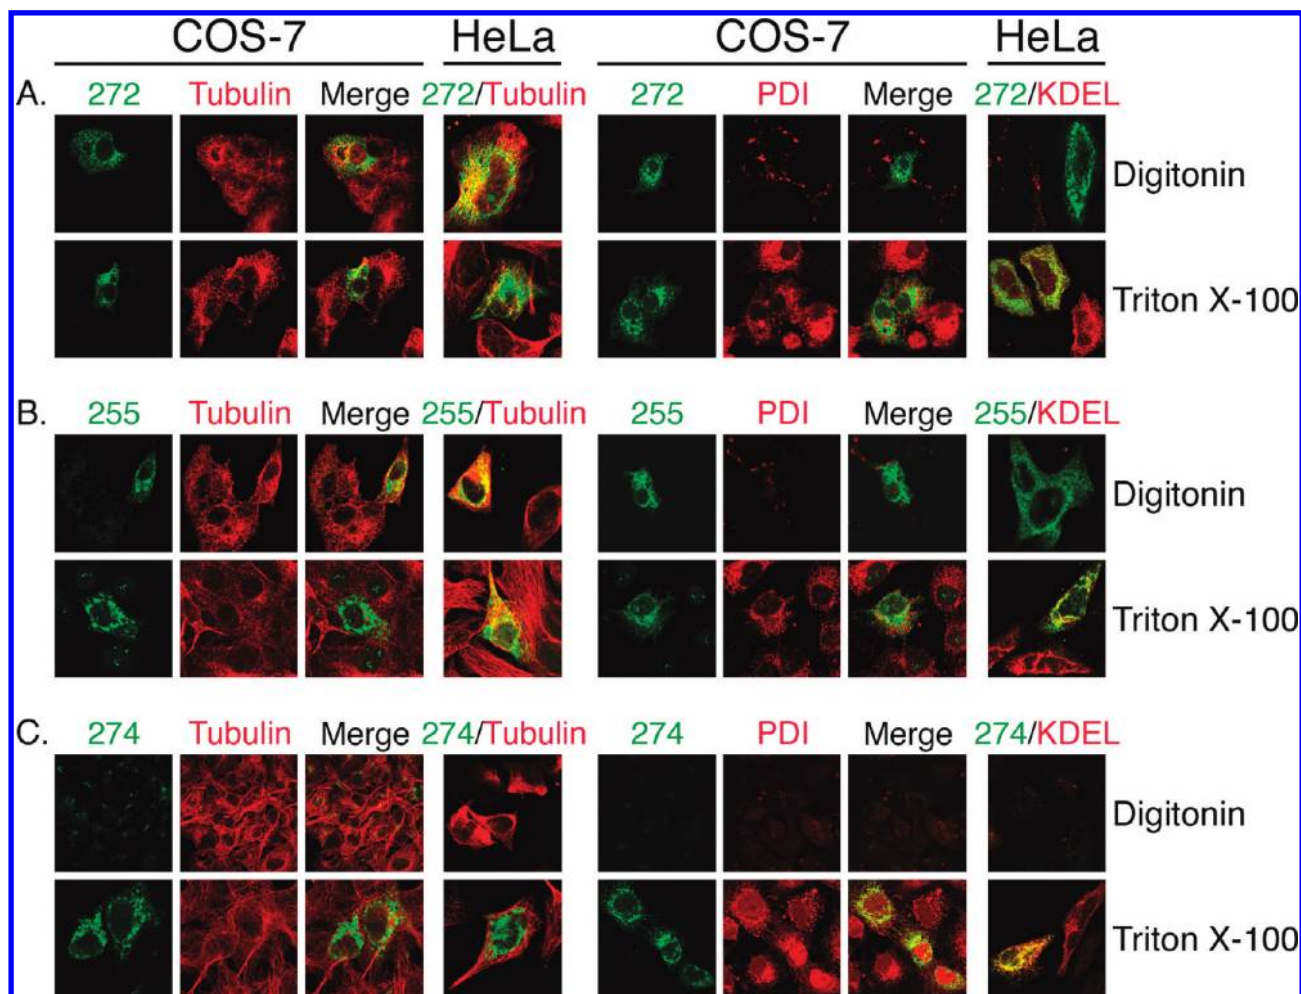 COS-7 HeLa COS-7 HeLa
A. 272 Tubulin Merge 272/Tubulin 272 PDI Merge 272/KDEL
Digitonin
Triton X-100
B. 255 Tubulin Merge 255/Tubulin 255 PDI Merge 255/KDEL
Digitonin
Triton X-100
C. 274 Tubulin Merge 274/Tubulin 274 PDI Merge 274/KDEL
Digitonin
Triton X-100